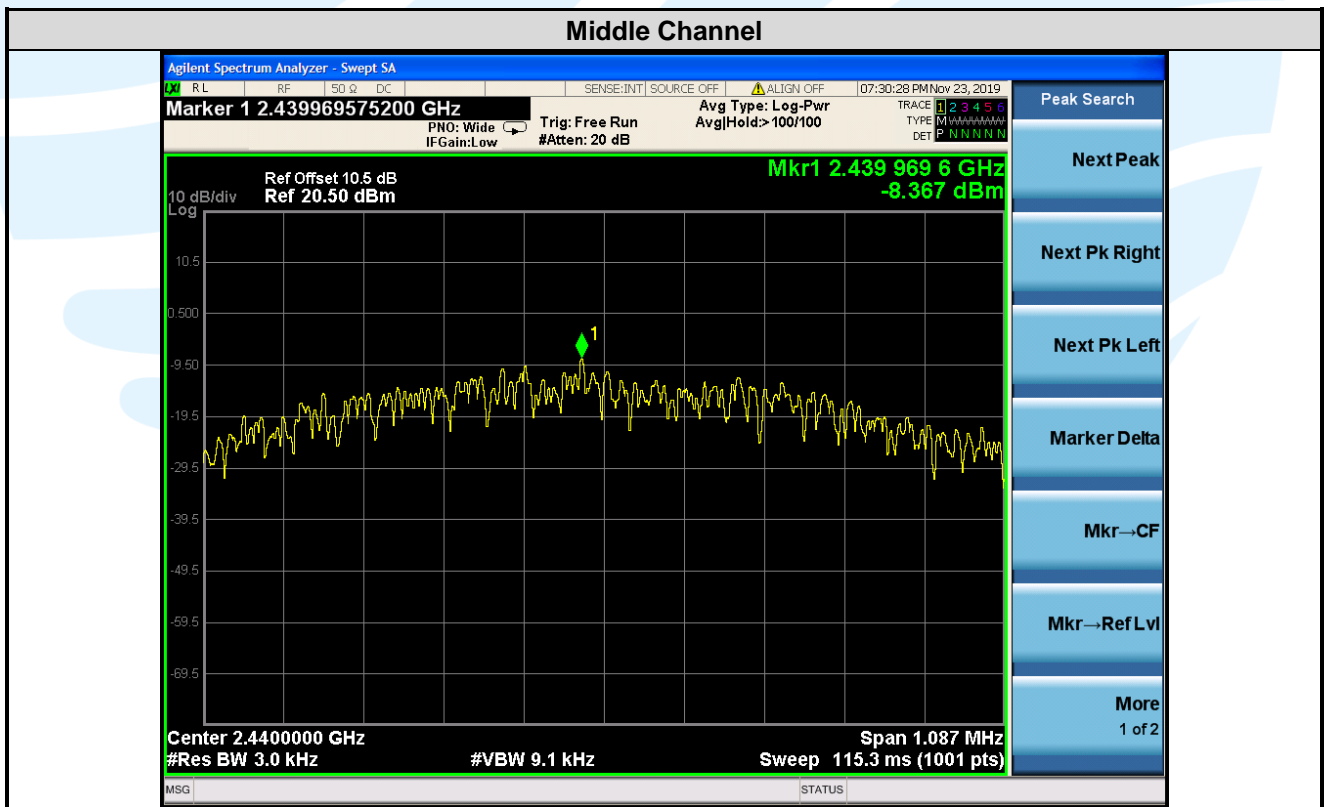 Middle Channel
Agilent Spectrum Analyzer - Swept SA
LXI RL RF 50 Ω DC SENSE:INT SOURCE OFF ALIGN OFF 07:30:28 PM Nov 23, 2019
Marker 1 2.439969575200 GHz
PNO: Wide
IFGain:Low
Trig: Free Run
#Atten: 20 dB
Avg Type: Log-Pwr
Avg|Hold:>100/100
TRACE 1 2 3 4 5 6
TYPE M WWWWW
DET P N N N N N
Peak Search
Mkr1 2.439 969 6 GHz
-8.367 dBm
Ref Offset 10.5 dB
10 dB/div Ref 20.50 dBm
Log
10.5
0.500
-9.50
-19.5
-29.5
-39.5
-49.5
-59.5
-69.5
1
Center 2.4400000 GHz Span 1.087 MHz
#Res BW 3.0 kHz #VBW 9.1 kHz Sweep 115.3 ms (1001 pts)
Next Peak
Next Pk Right
Next Pk Left
Marker Delta
Mkr→CF
Mkr→Ref Lvl
More
1 of 2
MSG STATUS